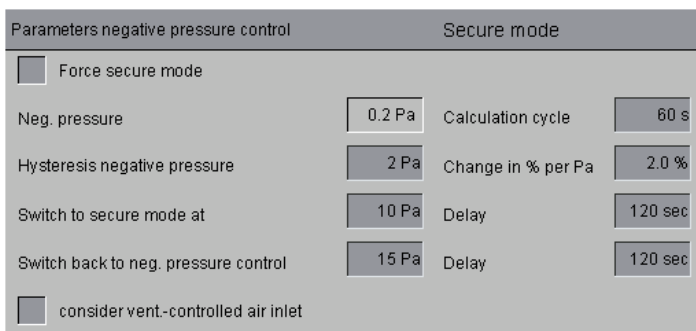 Parameters negative pressure control Secure mode
Force secure mode
Neg. pressure 0.2 Pa Calculation cycle 60 s
Hysteresis negative pressure 2 Pa Change in % per Pa 2.0 %
Switch to secure mode at 10 Pa Delay 120 sec
Switch back to neg. pressure control 15 Pa Delay 120 sec
consider vent.-controlled air inlet